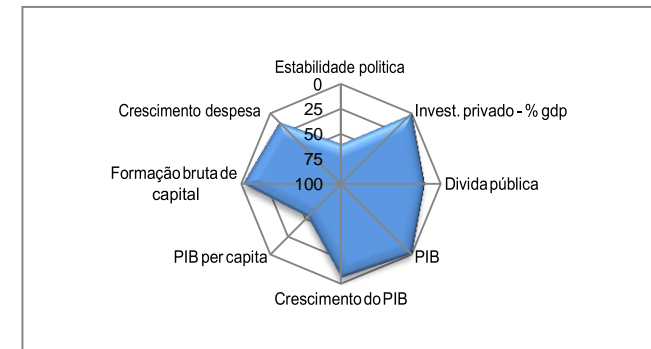 Estabilidade politica
0
25
50
75
100
Crescimento despesa
Invest. privado - % gdp
Formação bruta de
capital
Divida pública
PIB per capita
PIB
Crescimento do PIB